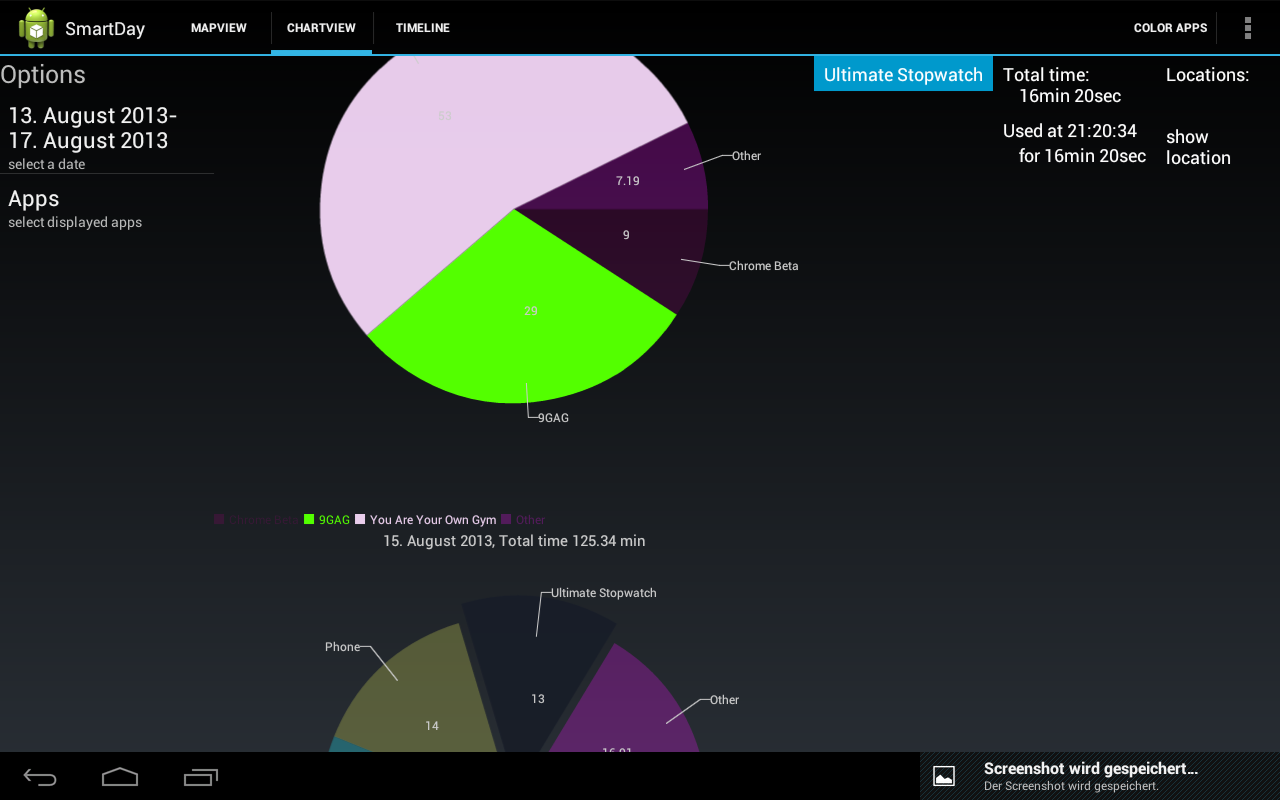 SmartDay
MAPVIEW
CHARTVIEW
TIMELINE
COLOR APPS
Options
13. August 2013-
17. August 2013
select a date
Apps
select displayed apps
53
Other
7.19
9
Chrome Beta
29
9GAG
Ultimate Stopwatch
Total time:
16min 20sec
Used at 21:20:34
for 16min 20sec
Locations:
show
location
Chrome Beta
9GAG
You Are Your Own Gym
Other
15. August 2013, Total time 125.34 min
Ultimate Stopwatch
Phone
Other
13
14
16.01
Screenshot wird gespeichert...
Der Screenshot wird gespeichert.